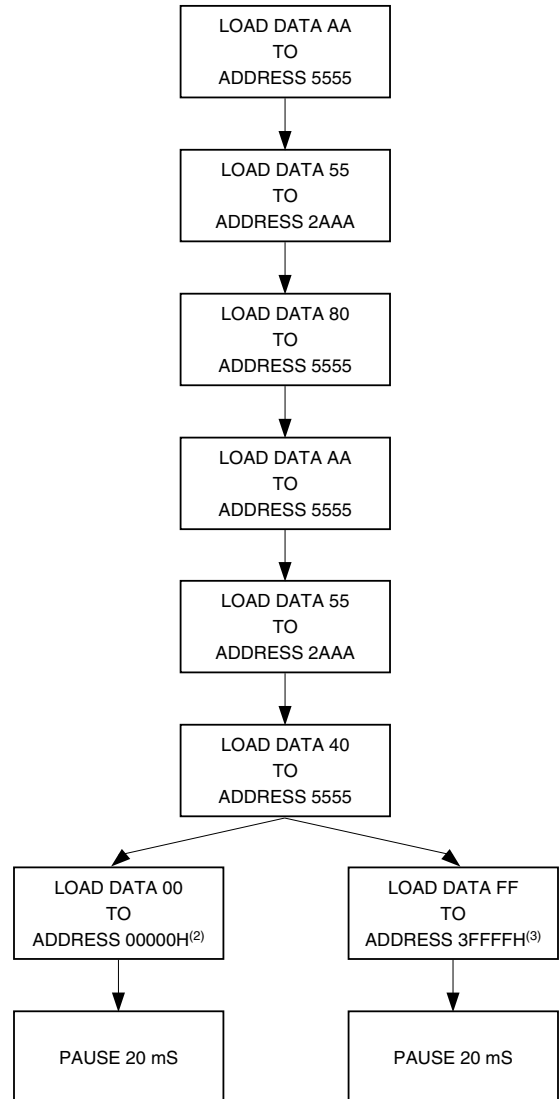 LOAD DATA AA
TO
ADDRESS 5555
LOAD DATA 55
TO
ADDRESS 2AAA
LOAD DATA 80
TO
ADDRESS 5555
LOAD DATA AA
TO
ADDRESS 5555
LOAD DATA 55
TO
ADDRESS 2AAA
LOAD DATA 40
TO
ADDRESS 5555
LOAD DATA 00
TO
ADDRESS 00000H(2)
LOAD DATA FF
TO
ADDRESS 3FFFFH(3)
PAUSE 20 mS
PAUSE 20 mS